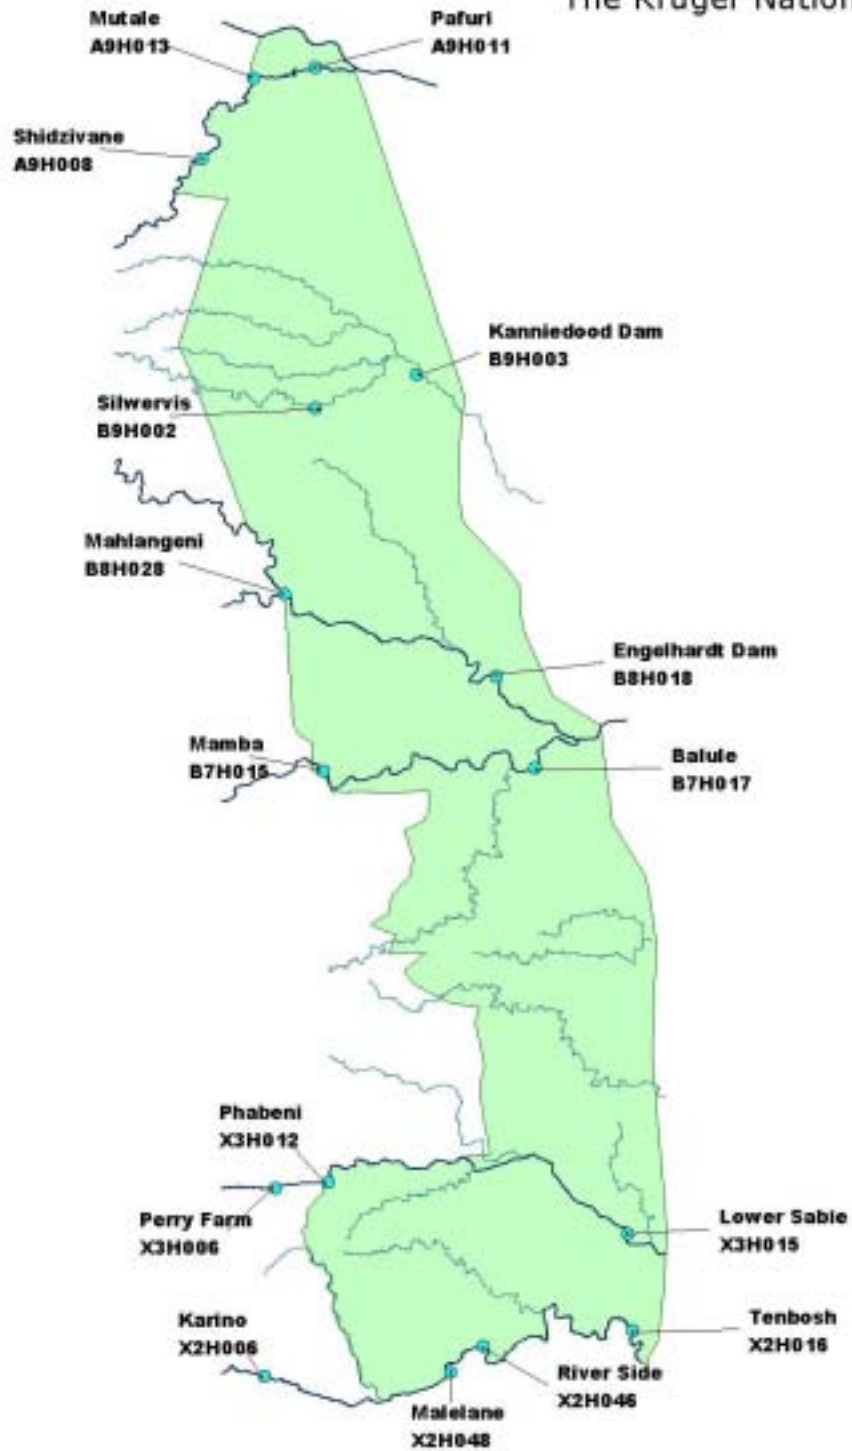 The Kruger Nation
Mutale
A9H013
Pafuri
A9H011
Shidzivane
A9H008
Kanniedood Dam
B9H003
Silwervis
B9H002
Mahlangeni
B8H028
Engelhardt Dam
B8H018
Mamba
B7H015
Balule
B7H017
Phabeni
X3H012
Perry Farm
X3H006
Lower Sabie
X3H015
Karino
X2H006
Tenbosh
X2H016
River Side
X2H046
Malelane
X2H048